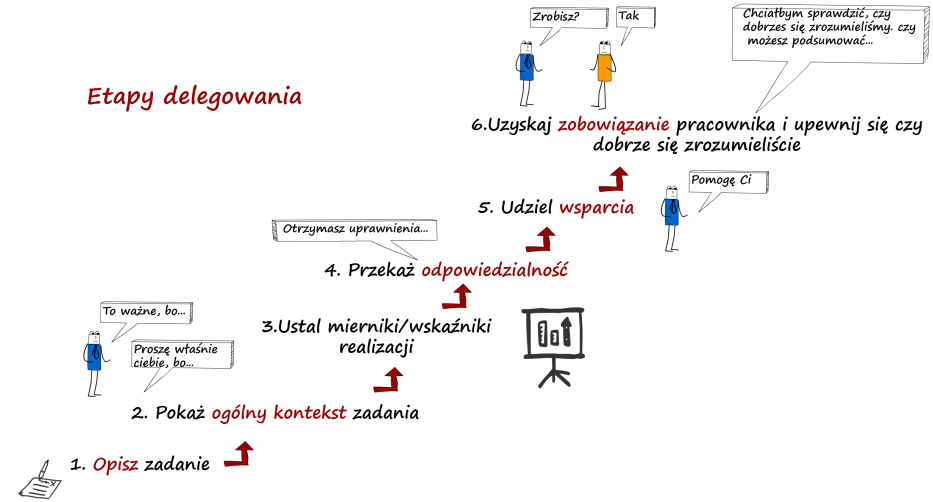 Etapy delegowania
Zrobisz?
Tak
Chciałbym sprawdzić, czy
dobrzes się zrozumieliśmy. czy
możesz podsumować...
6.Uzyskaj zobowiązanie pracownika i upewnij się czy
dobrze się zrozumieliście
Pomogę Ci
5. Udziel wsparcia
Otrzymasz uprawnienia...
4. Przekaż odpowiedzialność
3.Ustal mierniki/wskaźniki
realizacji
To ważne, bo...
Proszę właśnie
ciebie, bo...
2. Pokaż ogólny kontekst zadania
1. Opisz zadanie